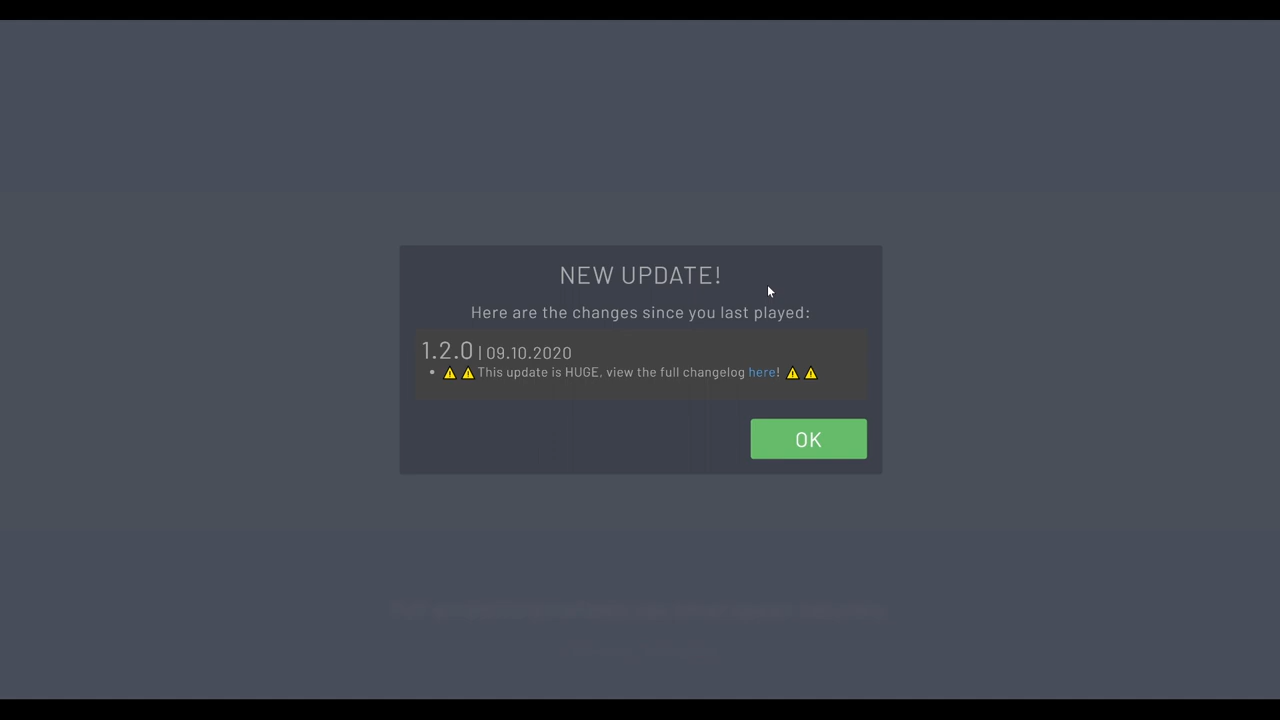 NEW UPDATE!
Here are the changes since you last played:
1.2.0 | 09.10.2020
• ⚠⚠ This update is HUGE, view the full changelog here! ⚠⚠
OK